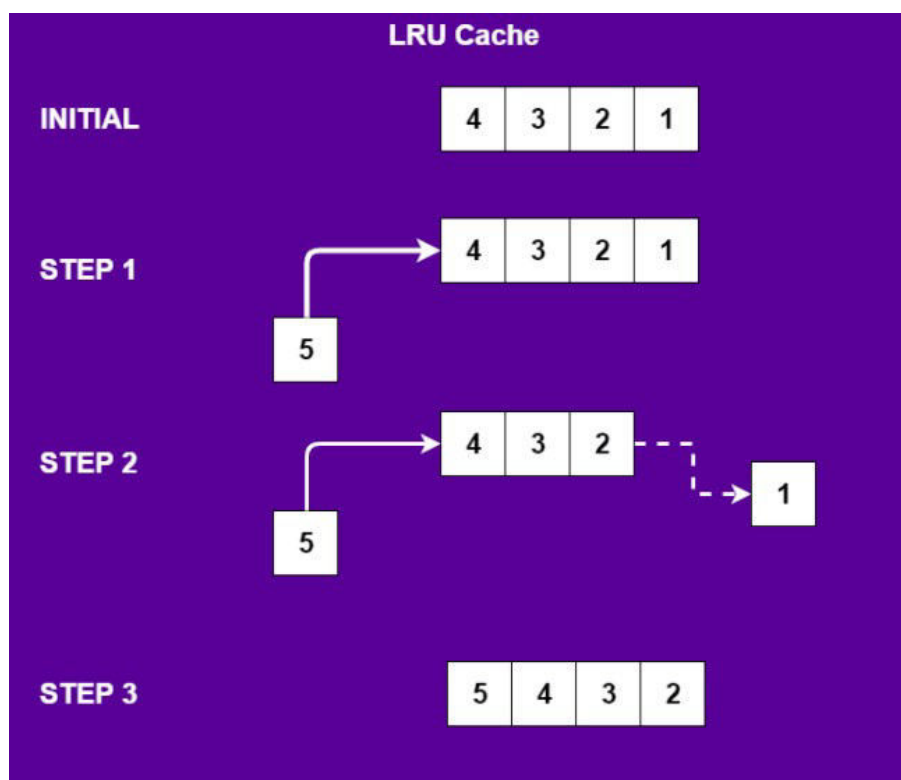 LRU Cache
INITIAL
4 3 2 1
STEP 1
4 3 2 1
5
STEP 2
4 3 2
1
5
STEP 3
5 4 3 2